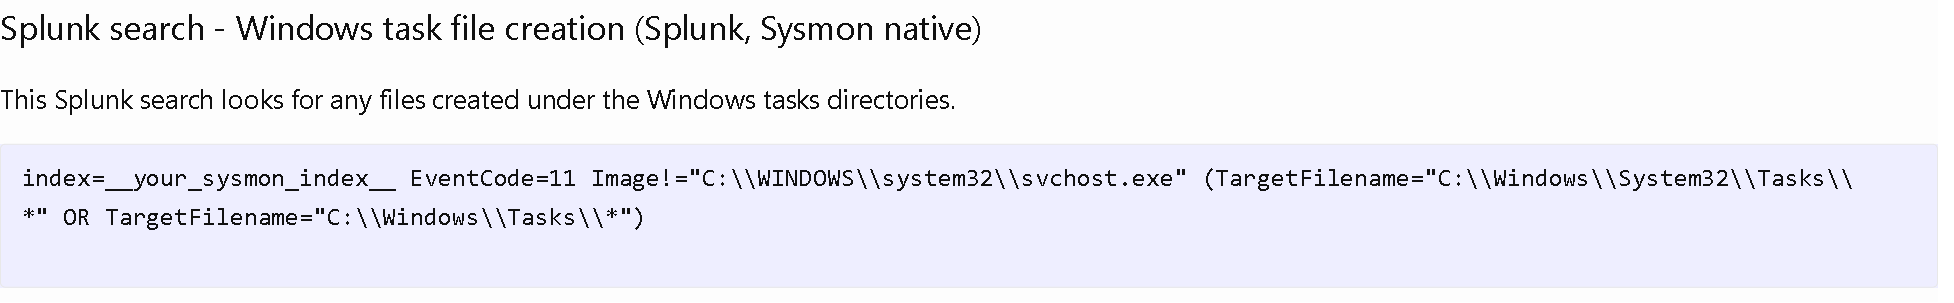 Splunk search - Windows task file creation (Splunk, Sysmon native)
This Splunk search looks for any files created under the Windows tasks directories.
index=__your_sysmon_index__ EventCode=11 Image!="C:\\WINDOWS\\system32\\svchost.exe" (TargetFilename="C:\\Windows\\System32\\Tasks\\
*" OR TargetFilename="C:\\Windows\\Tasks\\*")